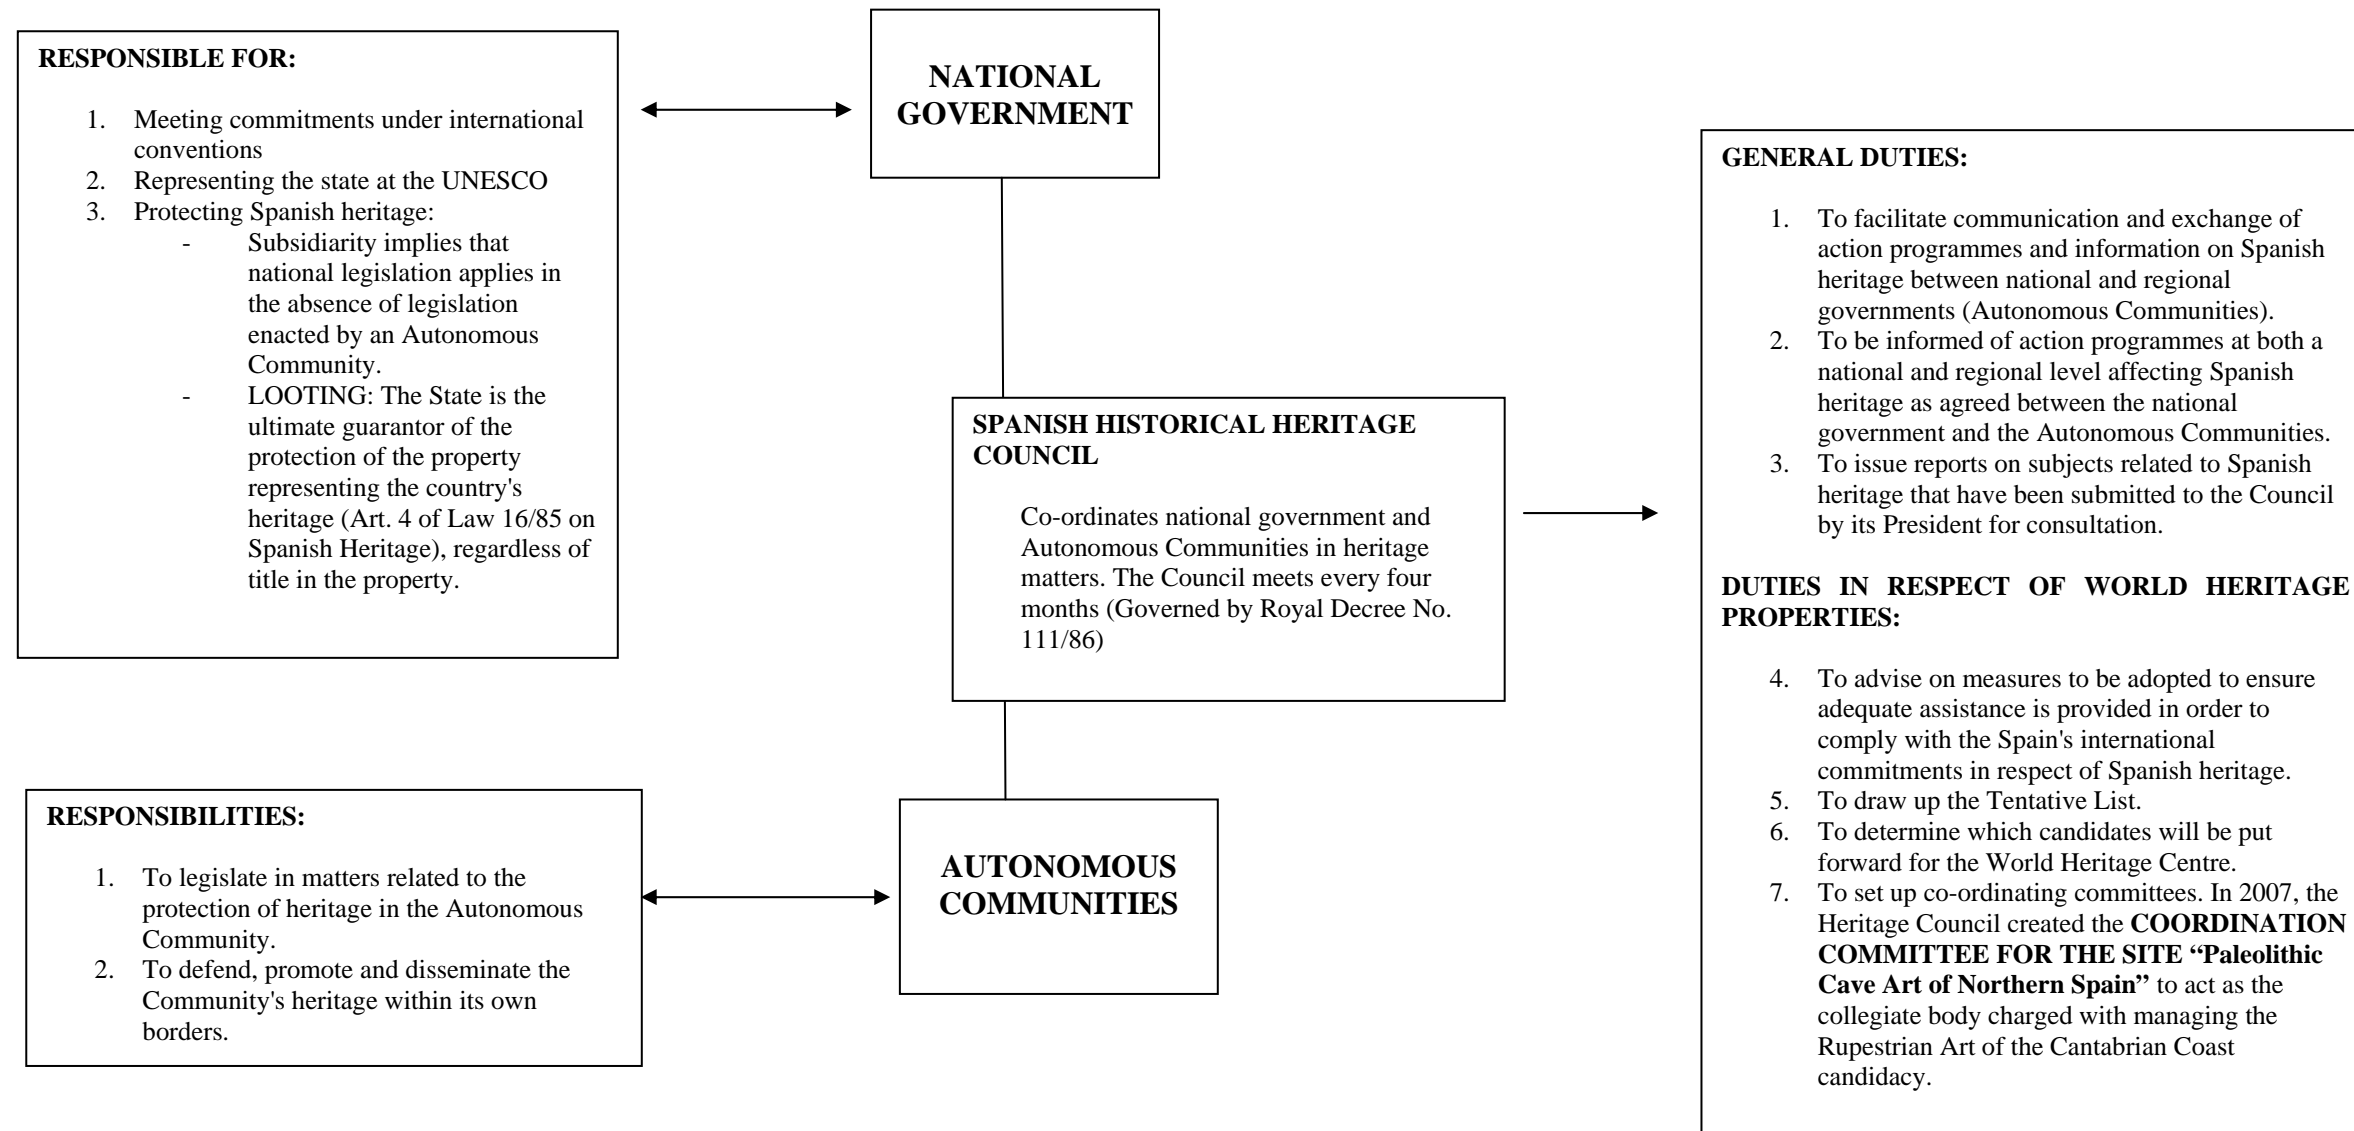 RESPONSIBLE FOR:
1. Meeting commitments under international
conventions
2. Representing the state at the UNESCO
3. Protecting Spanish heritage:
- Subsidiarity implies that
national legislation applies in
the absence of legislation
enacted by an Autonomous
Community.
- LOOTING: The State is the
ultimate guarantor of the
protection of the property
representing the country's
heritage (Art. 4 of Law 16/85 on
Spanish Heritage), regardless of
title in the property.
NATIONAL
GOVERNMENT
SPANISH HISTORICAL HERITAGE
COUNCIL
Co-ordinates national government and
Autonomous Communities in heritage
matters. The Council meets every four
months (Governed by Royal Decree No.
111/86)
GENERAL DUTIES:
1. To facilitate communication and exchange of
action programmes and information on Spanish
heritage between national and regional
governments (Autonomous Communities).
2. To be informed of action programmes at both a
national and regional level affecting Spanish
heritage as agreed between the national
government and the Autonomous Communities.
3. To issue reports on subjects related to Spanish
heritage that have been submitted to the Council
by its President for consultation.
DUTIES IN RESPECT OF WORLD HERITAGE
PROPERTIES:
4. To advise on measures to be adopted to ensure
adequate assistance is provided in order to
comply with the Spain's international
commitments in respect of Spanish heritage.
5. To draw up the Tentative List.
6. To determine which candidates will be put
forward for the World Heritage Centre.
7. To set up co-ordinating committees. In 2007, the
Heritage Council created the COORDINATION
COMMITTEE FOR THE SITE “Paleolithic
Cave Art of Northern Spain” to act as the
collegiate body charged with managing the
Rupestrian Art of the Cantabrian Coast
candidacy.
RESPONSIBILITIES:
1. To legislate in matters related to the
protection of heritage in the Autonomous
Community.
2. To defend, promote and disseminate the
Community's heritage within its own
borders.
AUTONOMOUS
COMMUNITIES